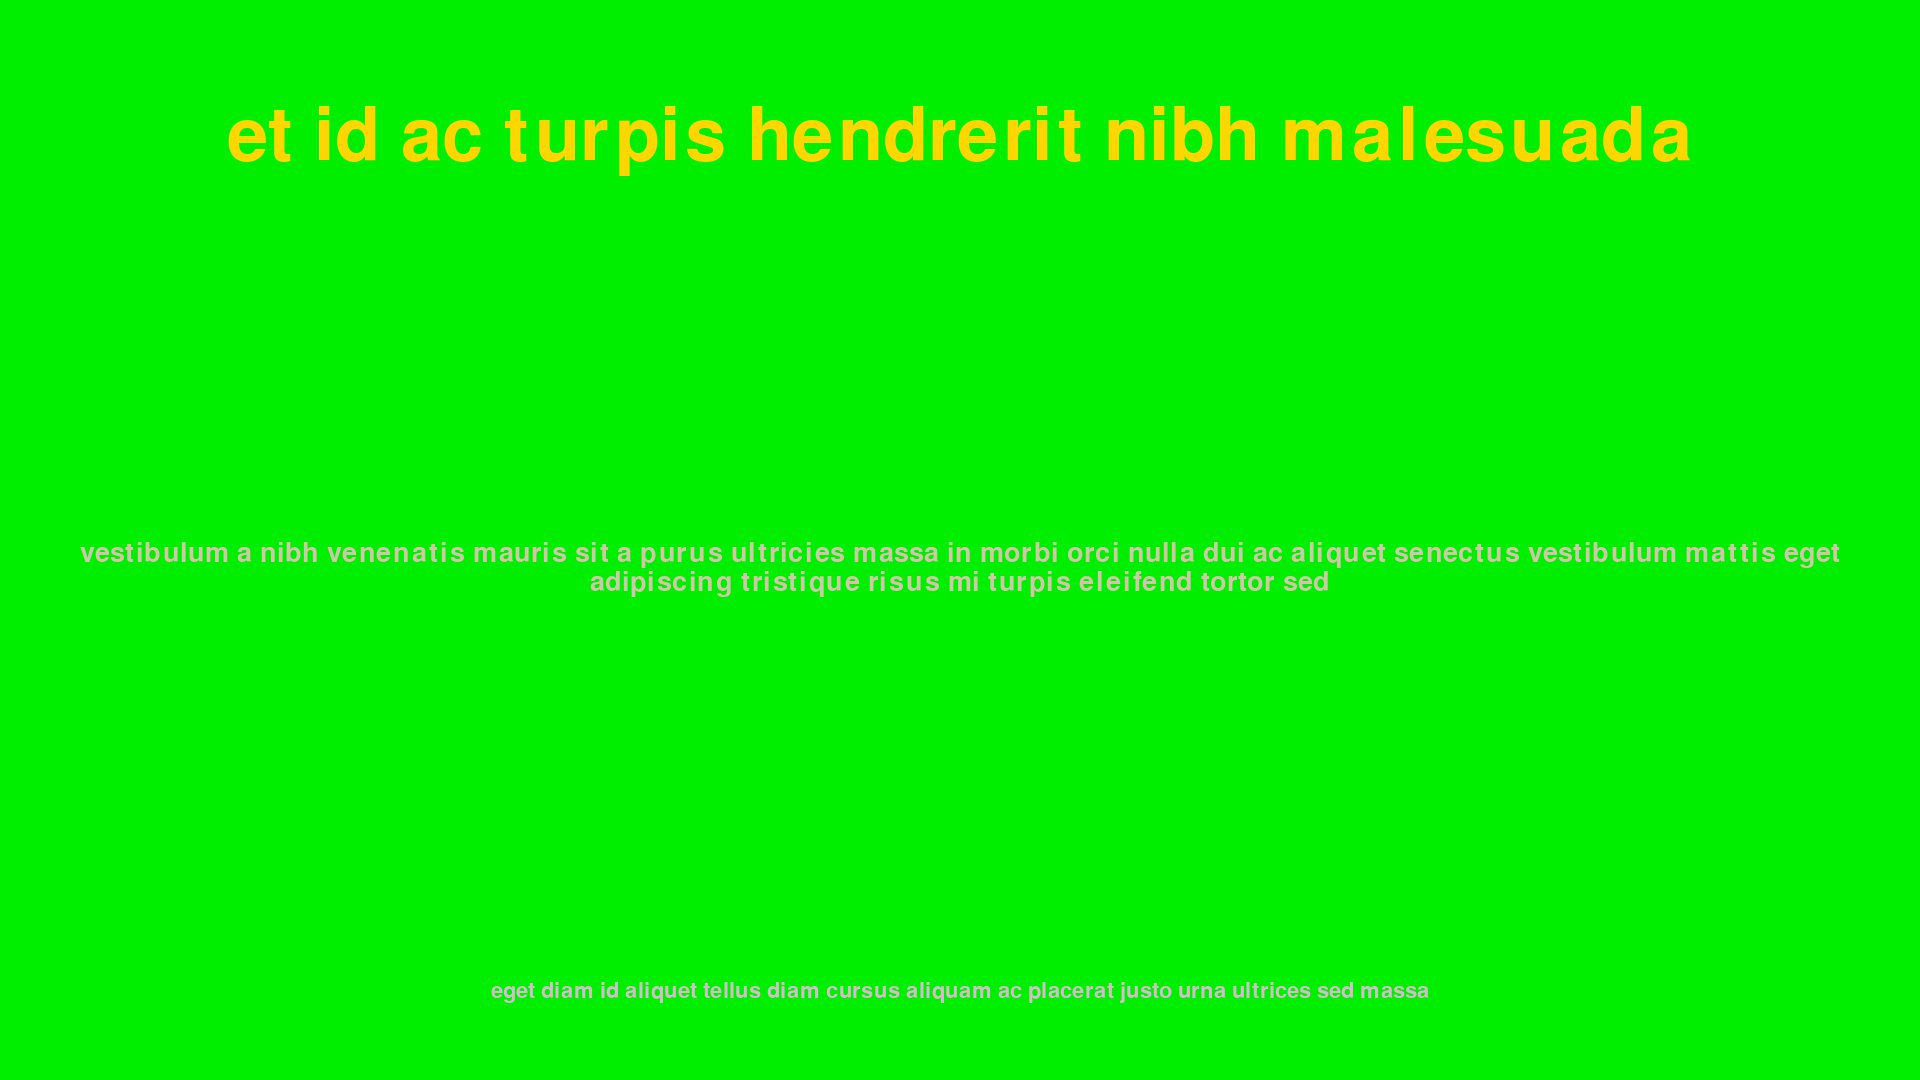 et id ac turpis hendrerit nibh malesuada
vestibulum a nibh venenatis mauris sit a purus ultricies massa in morbi orci nulla dui ac aliquet senectus vestibulum mattis eget
adipiscing tristique risus mi turpis eleifend tortor sed
eget diam id aliquet tellus diam cursus aliquam ac placerat justo urna ultrices sed massa